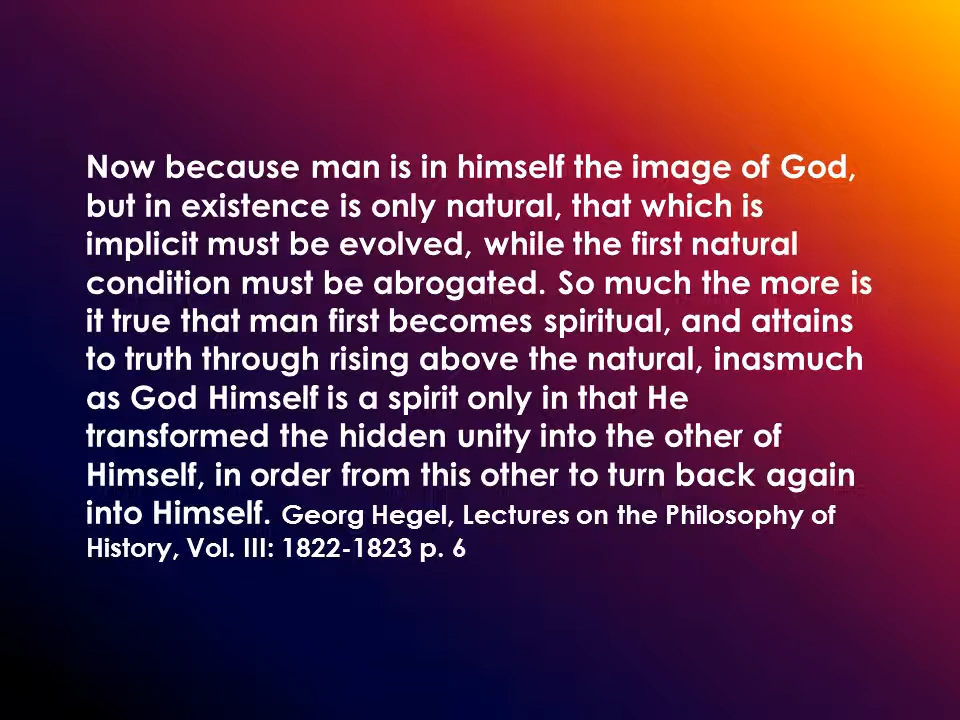 Now because man is in himself the image of God,
but in existence is only natural, that which is
implicit must be evolved, while the first natural
condition must be abrogated. So much the more is
it true that man first becomes spiritual, and attains
to truth through rising above the natural, inasmuch
as God Himself is a spirit only in that He
transformed the hidden unity into the other of
Himself, in order from this other to turn back again
into Himself. Georg Hegel, Lectures on the Philosophy of
History, Vol. III: 1822-1823 p. 6